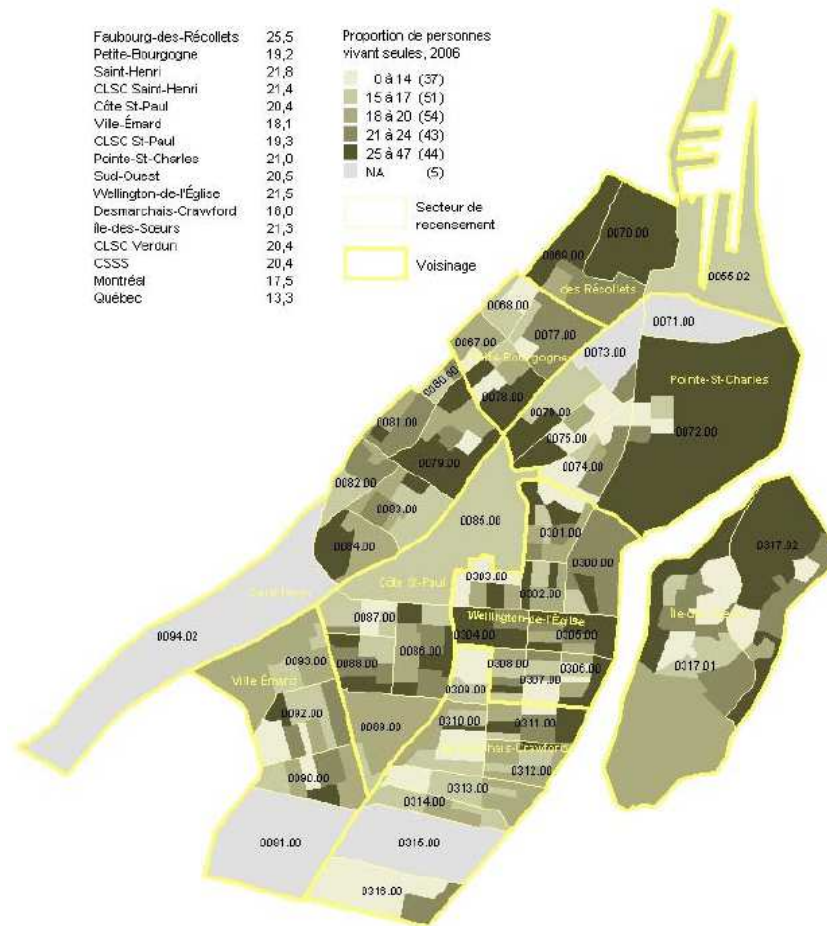 Faubourg-des-Récollets 25,5
Petite-Bourgogne 19,2
Saint-Henri 21,8
CLSC Saint-Henri 21,4
Côte St-Paul 20,4
Ville-Émard 18,1
CLSC St-Paul 19,3
Pointe-St-Charles 21,0
Sud-Ouest 20,5
Wellington-de-l'Église 21,5
Desmarchais-Crawford 18,0
Île-des-Sœurs 21,3
CLSC Verdun 20,4
CSSS 20,4
Montréal 17,5
Québec 13,3
Proportion de personnes
vivant seules, 2006
0 à 14 (37)
15 à 17 (51)
18 à 20 (54)
21 à 24 (43)
25 à 47 (44)
NA (5)
Secteur de
recensement
Voisinage
0070.00
0069.00
0055.02
des Récollets
0068.00
0071.00
0077.00
0067.00
0073.00
0080.00
Pointe-St-Charles
0078.00
0076.00
0081.00
0072.00
0075.00
0079.00
0074.00
0082.00
0083.00
0085.00
0301.00
0317.02
0084.00
0300.00
0303.00
Côte St-Paul
0302.00
0087.00
Wellington-de-l'Église
0094.02
0304.00
0305.00
0086.00
0093.00
0088.00
0308.00
0306.00
0317.01
Ville Émard
0307.00
0309.00
0092.00
0089.00
0310.00
0311.00
0312.00
0090.00
0313.00
0314.00
0091.00
0315.00
0316.00